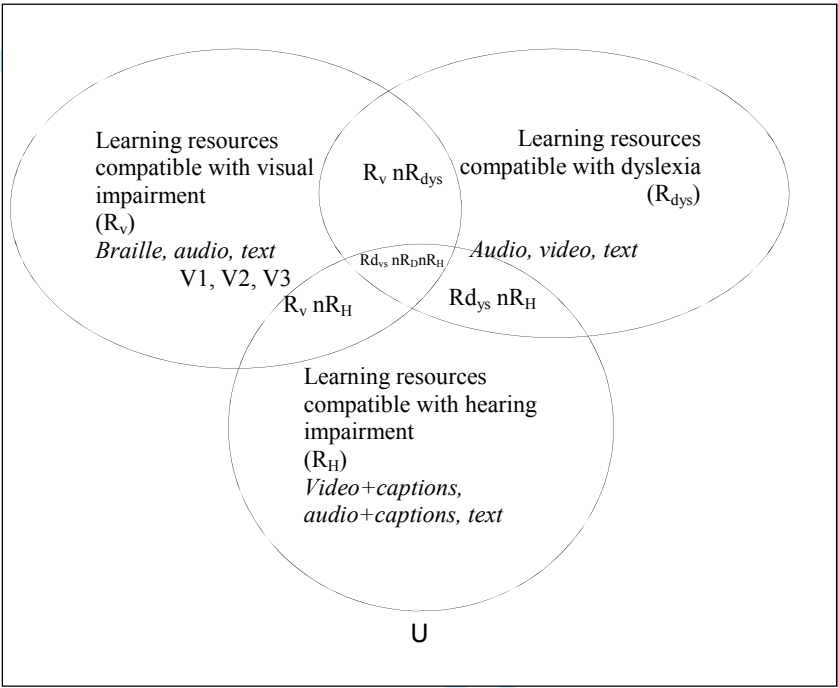 Learning resources
compatible with visual
impairment
(Rv)
Braille, audio, text
V1, V2, V3
Rv nRdys
Learning resources
compatible with dyslexia
(Rdys)
Audio, video, text
Rdvs nRDnRH
Rv nRH
Rdys nRH
Learning resources
compatible with hearing
impairment
(RH)
Video+captions,
audio+captions, text
U